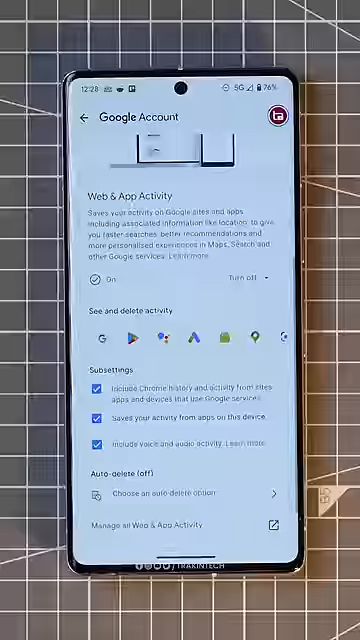 12:28
5G 76%
Google Account
Web & App Activity
Saves your activity on Google sites and apps
including associated information like location, to give
you faster searches, better recommendations and
more personalised experiences in Maps, Search and
other Google services. Learn more
On Turn off
See and delete activity
Subsettings
Include Chrome history and activity from sites,
apps and devices that use Google services
Saves your activity from apps on this device
Include voice and audio activity. Learn more
Auto-delete (off)
Choose an auto-delete option
Manage all Web & App Activity
/TRAKINTECH
B5